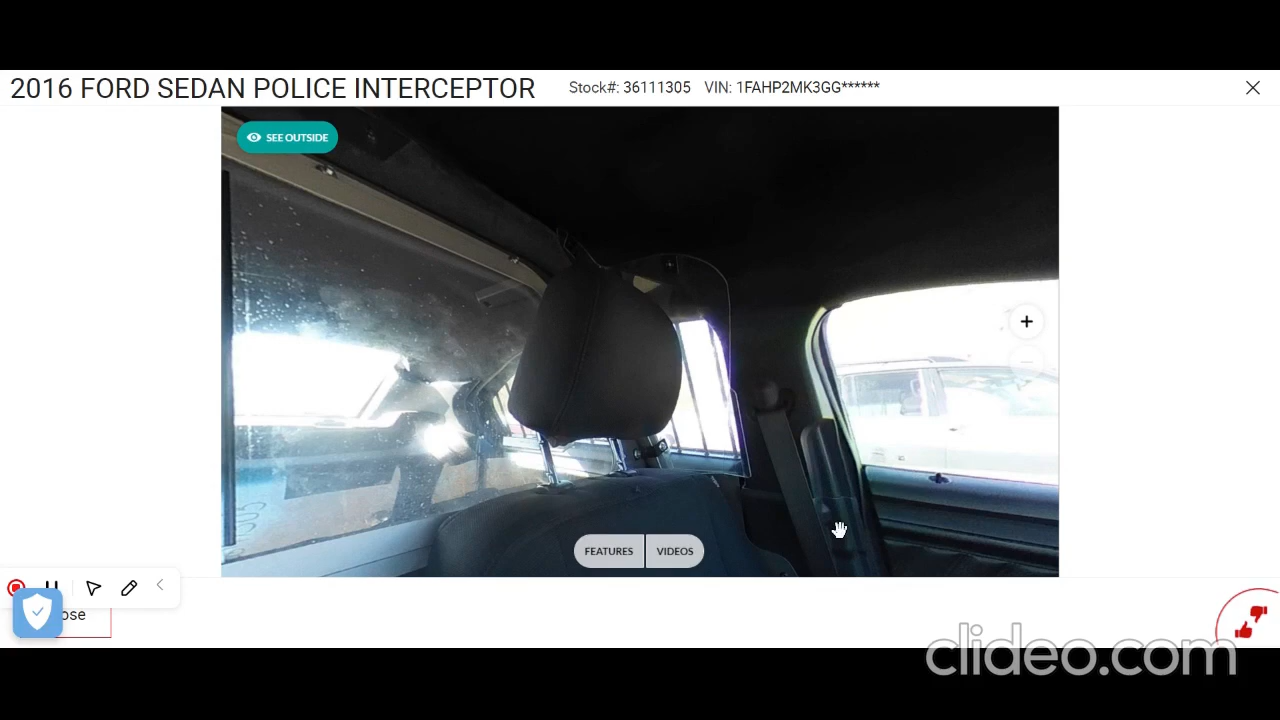 2016 FORD SEDAN POLICE INTERCEPTOR Stock#: 36111305 VIN: 1FAHP2MK3GG******
SEE OUTSIDE
FEATURES VIDEOS
ose
clideo.com